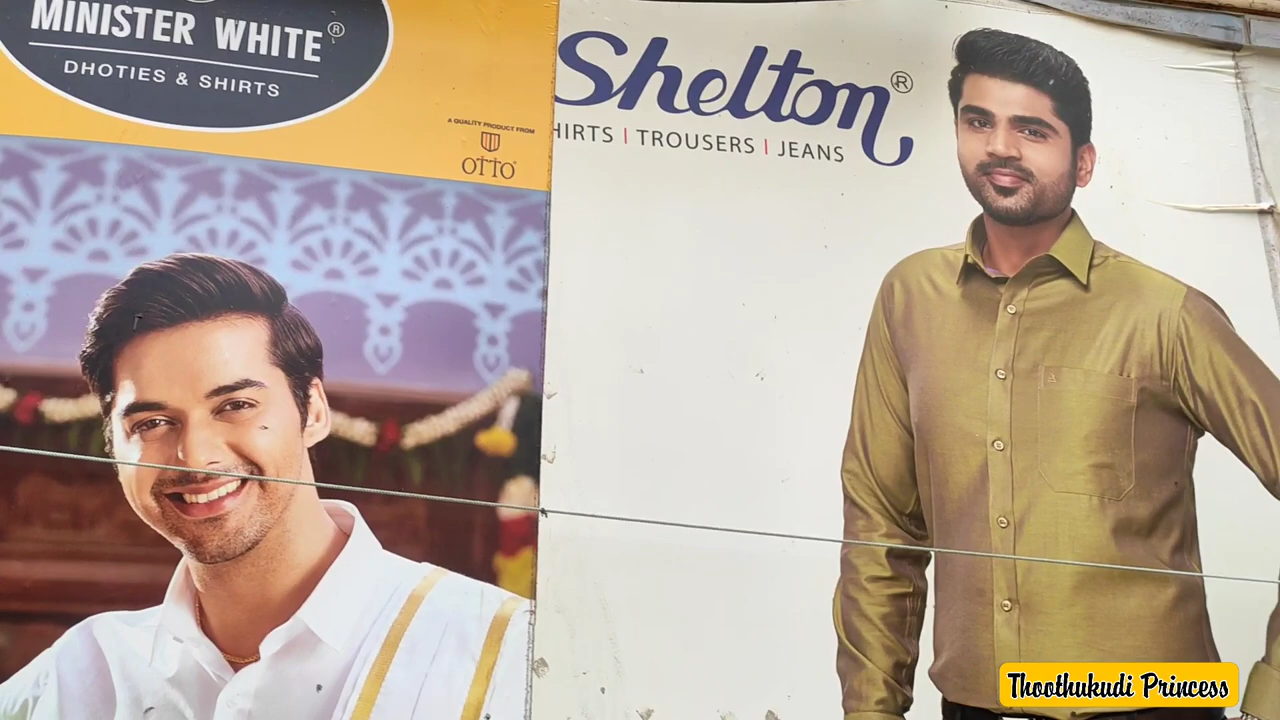 MINISTER WHITE®
DHOTIES & SHIRTS
A QUALITY PRODUCT FROM
OTTO
Shelton®
HIRTS | TROUSERS | JEANS
Thoothukudi Princess